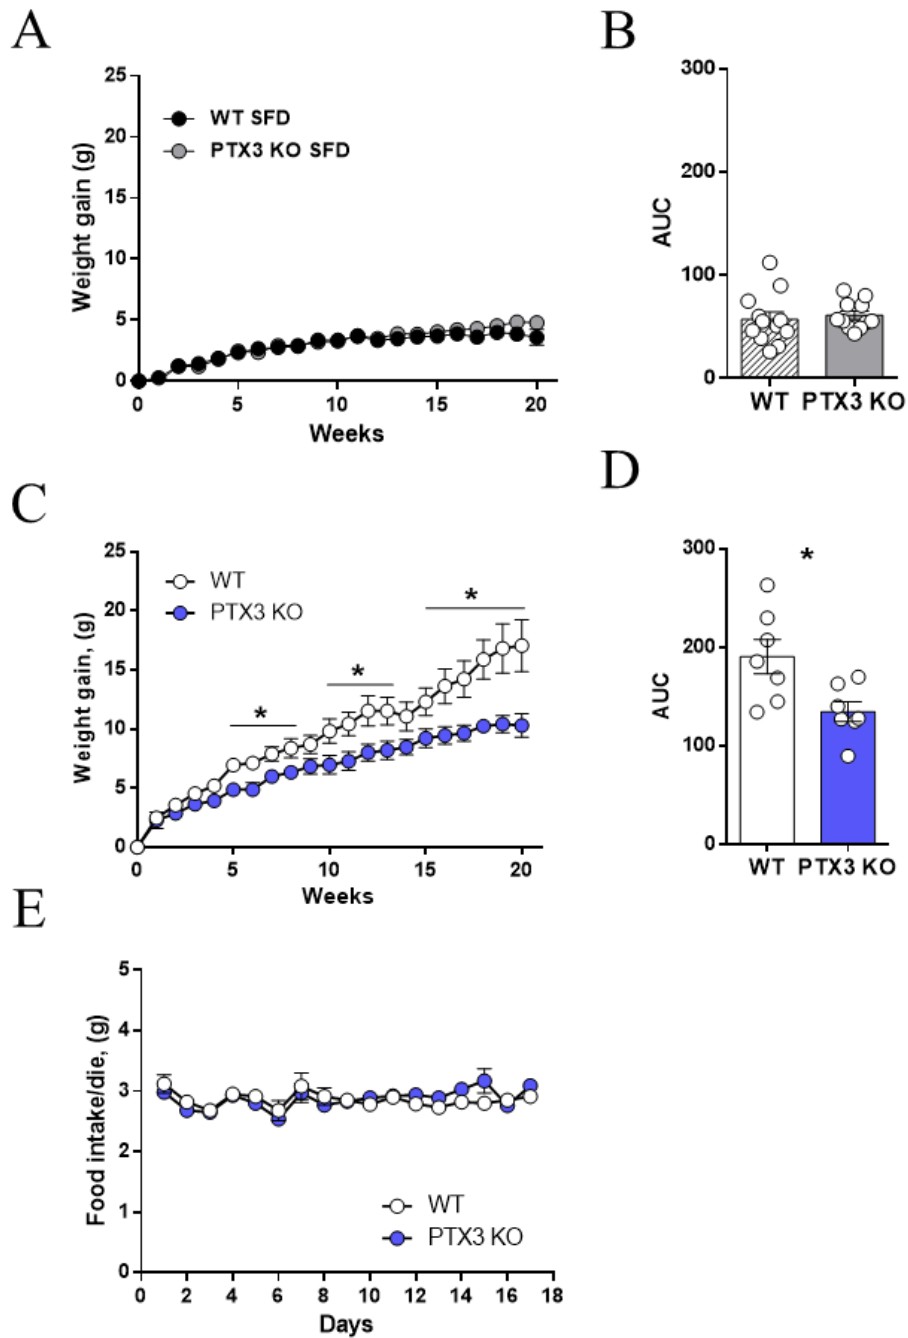 A
25
20
15
10
5
0
Weight gain (g)
WT SFD
PTX3 KO SFD
0 5 10 15 20
Weeks
B
300
200
100
0
AUC
WT PTX3 KO
C
25
20
15
10
5
0
Weight gain, (g)
WT
PTX3 KO
*
*
*
0 5 10 15 20
Weeks
D
300
200
100
0
AUC
*
WT PTX3 KO
E
5
4
3
2
1
0
Food intake/die, (g)
WT
PTX3 KO
0 2 4 6 8 10 12 14 16 18
Days